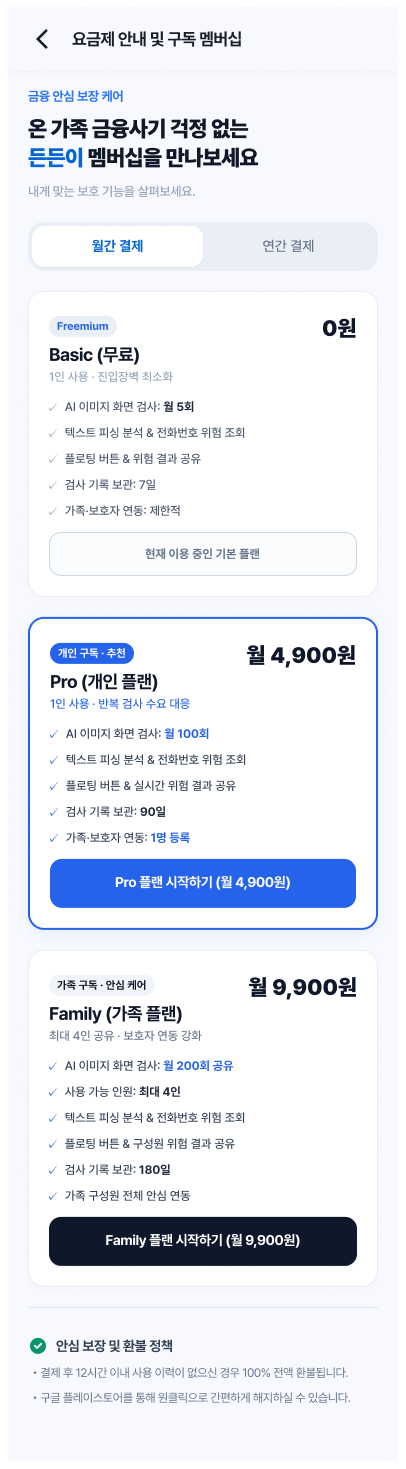 요금제 안내 및 구독 멤버십
금융 안심 보장 케어
온 가족 금융사기 걱정 없는
든든이 멤버십을 만나보세요
내게 맞는 보호 기능을 살펴보세요.
월간 결제
연간 결제
Freemium
0원
Basic (무료)
1인 사용 · 진입장벽 최소화
✓ AI 이미지 화면 검사: 월 5회
✓ 텍스트 피싱 분석 & 전화번호 위험 조회
✓ 플로팅 버튼 & 위험 결과 공유
✓ 검사 기록 보관: 7일
✓ 가족·보호자 연동: 제한적
현재 이용 중인 기본 플랜
개인 구독 · 추천
월 4,900원
Pro (개인 플랜)
1인 사용 · 반복 검사 수요 대응
✓ AI 이미지 화면 검사: 월 100회
✓ 텍스트 피싱 분석 & 전화번호 위험 조회
✓ 플로팅 버튼 & 실시간 위험 결과 공유
✓ 검사 기록 보관: 90일
✓ 가족·보호자 연동: 1명 등록
Pro 플랜 시작하기 (월 4,900원)
가족 구독 · 안심 케어
월 9,900원
Family (가족 플랜)
최대 4인 공유 · 보호자 연동 강화
✓ AI 이미지 화면 검사: 월 200회 공유
✓ 사용 가능 인원: 최대 4인
✓ 텍스트 피싱 분석 & 전화번호 위험 조회
✓ 플로팅 버튼 & 구성원 위험 결과 공유
✓ 검사 기록 보관: 180일
✓ 가족 구성원 전체 안심 연동
Family 플랜 시작하기 (월 9,900원)
안심 보장 및 환불 정책
• 결제 후 12시간 이내 사용 이력이 없으신 경우 100% 전액 환불됩니다.
• 구글 플레이스토어를 통해 원클릭으로 간편하게 해지하실 수 있습니다.